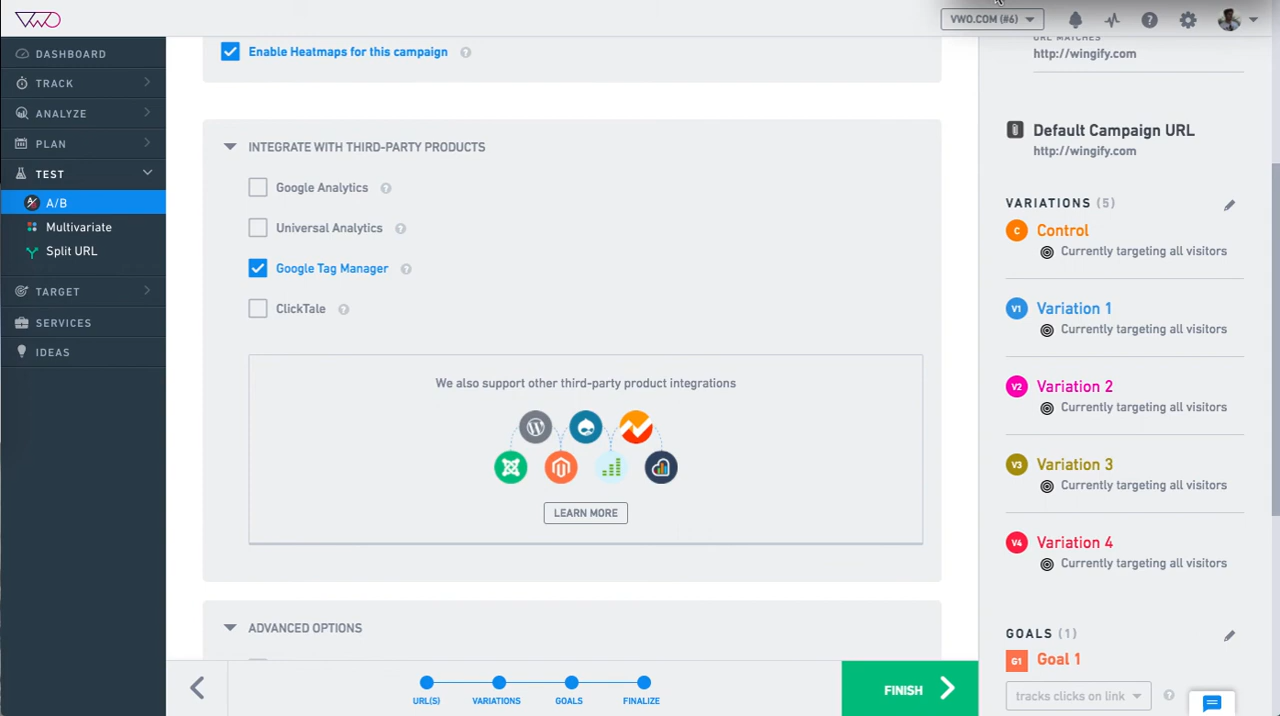 VWO
VWO.COM (#6)
DASHBOARD
TRACK
ANALYZE
PLAN
TEST
A/B
Multivariate
Split URL
TARGET
SERVICES
IDEAS
Enable Heatmaps for this campaign ?
INTEGRATE WITH THIRD-PARTY PRODUCTS
Google Analytics ?
Universal Analytics ?
Google Tag Manager ?
ClickTale ?
We also support other third-party product integrations
LEARN MORE
ADVANCED OPTIONS
URL(S)
VARIATIONS
GOALS
FINALIZE
FINISH
URL MATCHES
http://wingify.com
Default Campaign URL
http://wingify.com
VARIATIONS (5)
C Control
Currently targeting all visitors
V1 Variation 1
Currently targeting all visitors
V2 Variation 2
Currently targeting all visitors
V3 Variation 3
Currently targeting all visitors
V4 Variation 4
Currently targeting all visitors
GOALS (1)
G1 Goal 1
tracks clicks on link ?